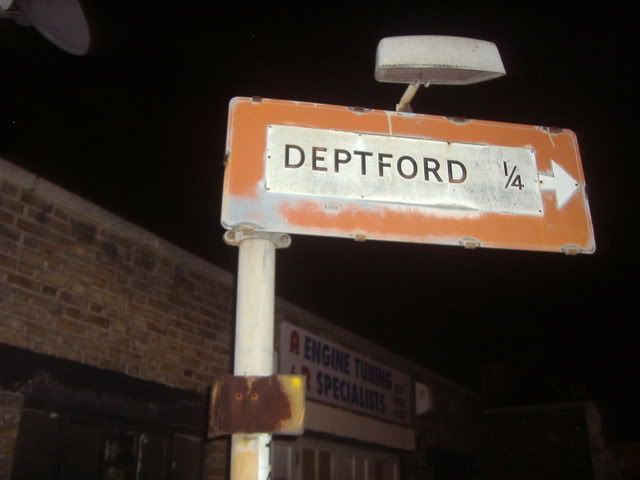 DEPTFORD 1/4
A ENGINE TUNING
& R SPECIALISTS